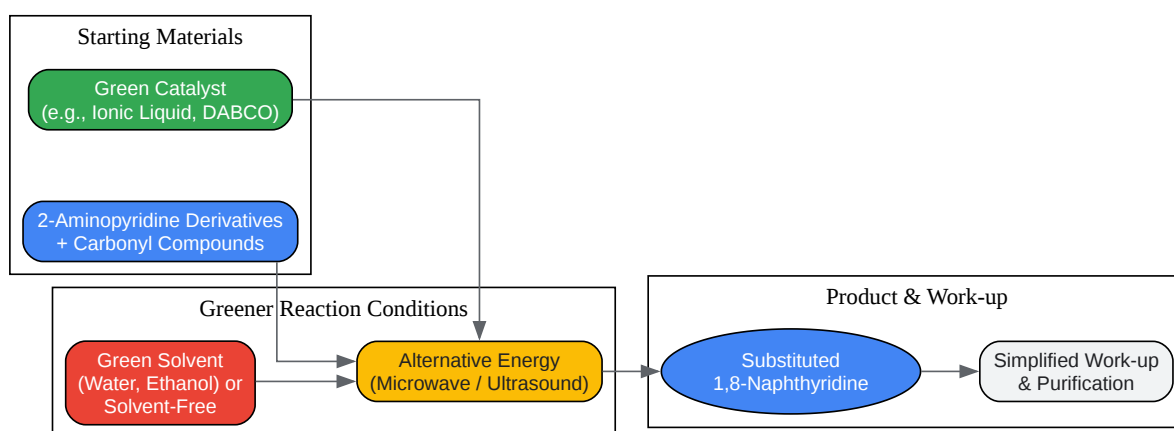 Starting Materials
Green Catalyst
(e.g., Ionic Liquid, DABCO)
2-Aminopyridine Derivatives
+ Carbonyl Compounds
Greener Reaction Conditions
Green Solvent
(Water, Ethanol) or
Solvent-Free
Alternative Energy
(Microwave / Ultrasound)
Product & Work-up
Substituted
1,8-Naphthyridine
Simplified Work-up
& Purification